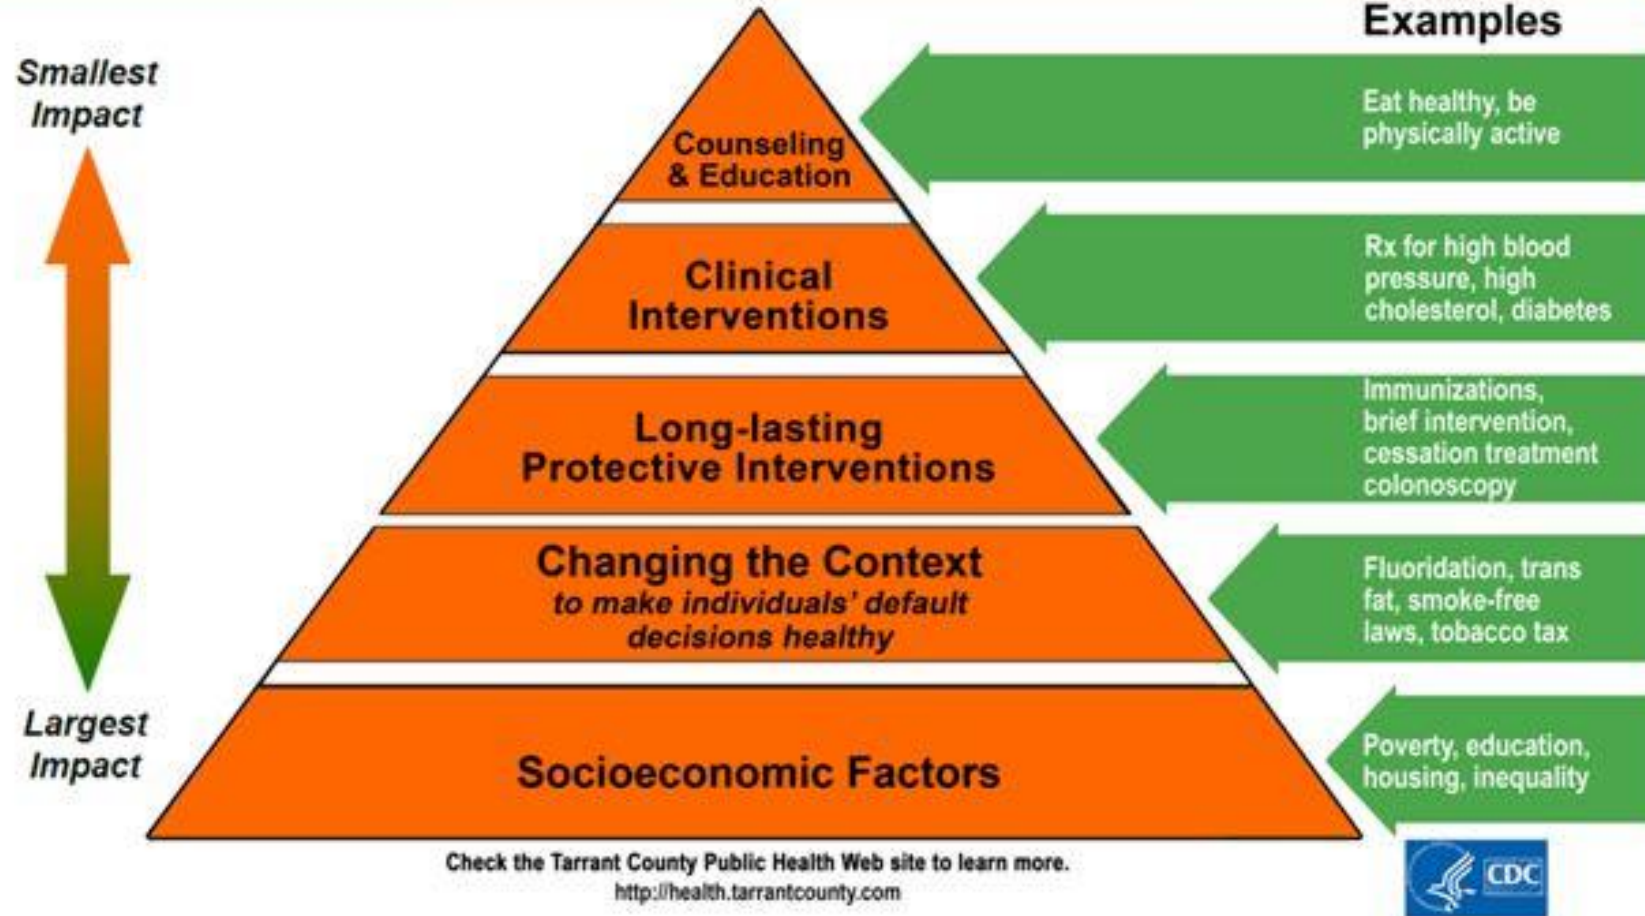 Examples
Smallest
Impact
Counseling
& Education
Eat healthy, be
physically active
Clinical
Interventions
Rx for high blood
pressure, high
cholesterol, diabetes
Long-lasting
Protective Interventions
Immunizations,
brief intervention,
cessation treatment
colonoscopy
Changing the Context
to make individuals' default
decisions healthy
Fluoridation, trans
fat, smoke-free
laws, tobacco tax
Largest
Impact
Socioeconomic Factors
Poverty, education,
housing, inequality
Check the Tarrant County Public Health Web site to learn more.
http://health.tarrantcounty.com
CDC